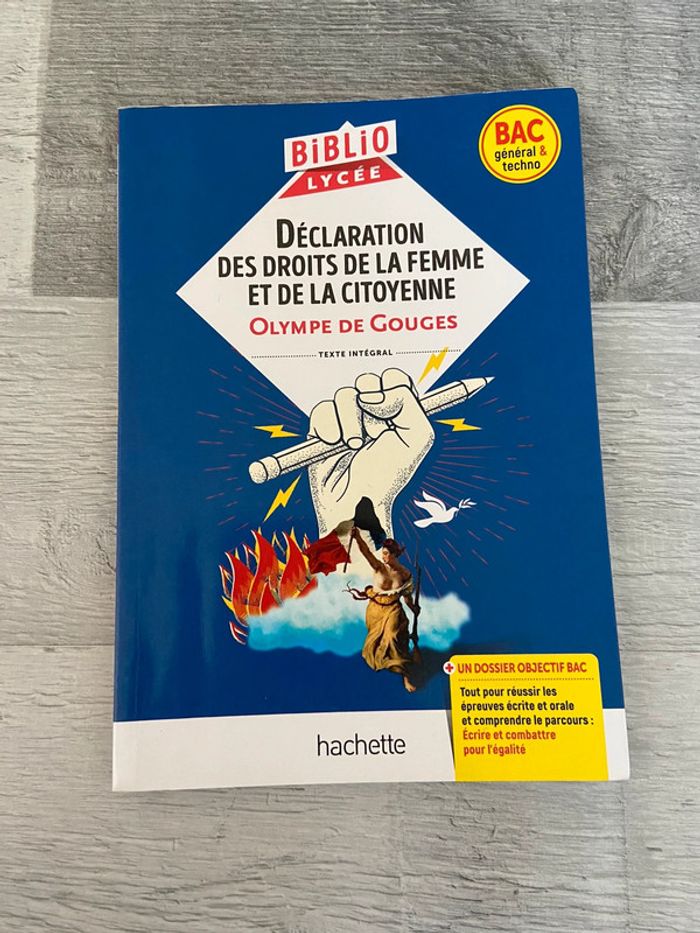 BiBLiO
LYCÉE
BAC
général &
techno
DÉCLARATION
DES DROITS DE LA FEMME
ET DE LA CITOYENNE
OLYMPE DE GOUGES
TEXTE INTÉGRAL
+ UN DOSSIER OBJECTIF BAC
Tout pour réussir les
épreuves écrite et orale
et comprendre le parcours :
Écrire et combattre
pour l'égalité
hachette